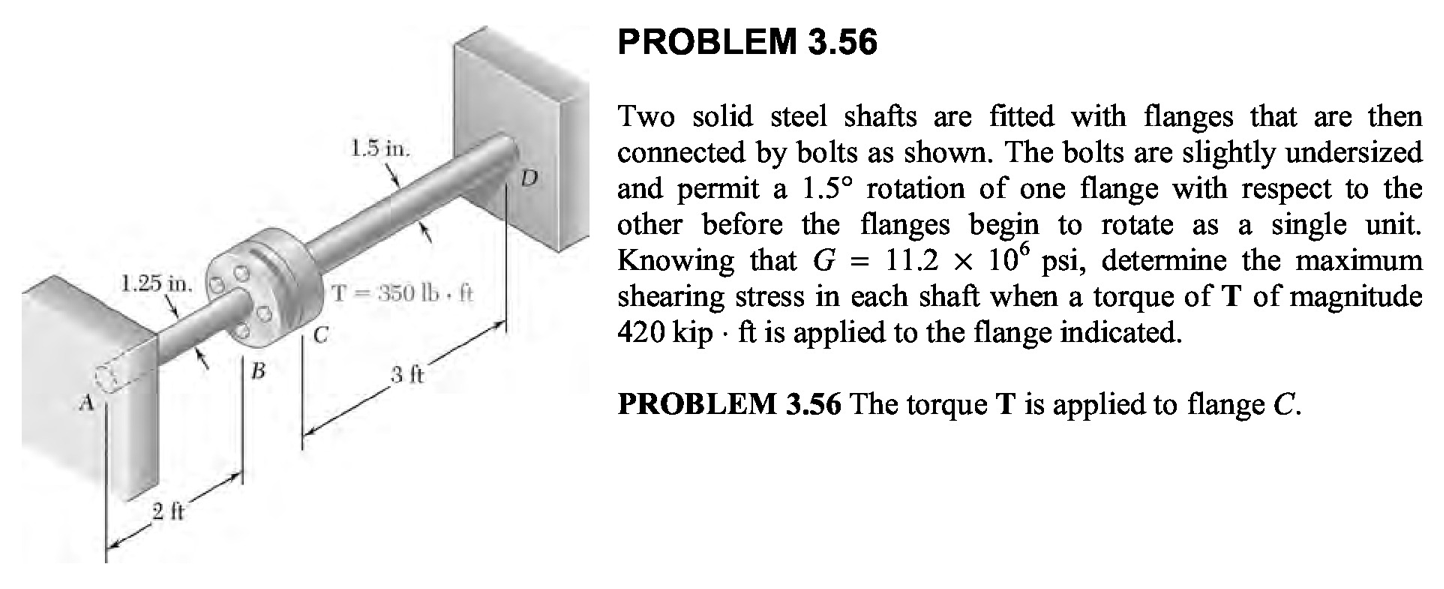 PROBLEM 3.56
Two solid steel shafts are fitted with flanges that are then
connected by bolts as shown. The bolts are slightly undersized
and permit a 1.5° rotation of one flange with respect to the
other before the flanges begin to rotate as a single unit.
Knowing that G = 11.2 × 10⁶ psi, determine the maximum
shearing stress in each shaft when a torque of T of magnitude
420 kip · ft is applied to the flange indicated.
PROBLEM 3.56 The torque T is applied to flange C.
1.5 in.
D
1.25 in.
T = 350 lb · ft
C
B
3 ft
A
2 ft